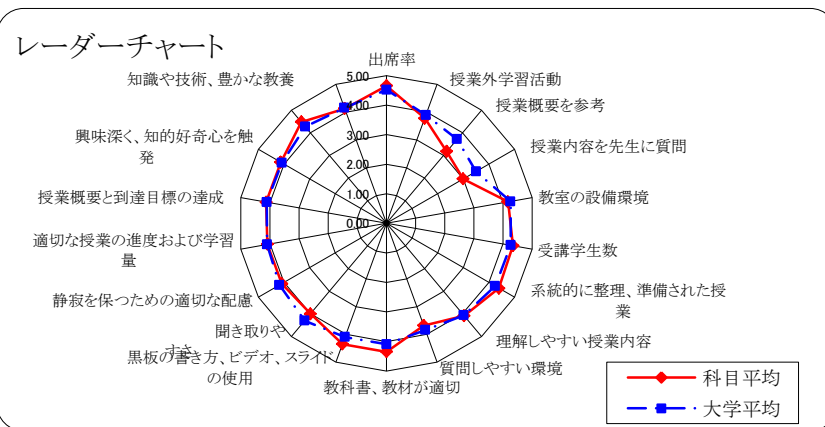 レーダーチャート
出席率
授業外学習活動
授業概要を参考
授業内容を先生に質問
教室の設備環境
受講学生数
系統的に整理、準備された授
業
理解しやすい授業内容
質問しやすい環境
教科書、教材が適切
黒板の書き方、ビデオ、スライド
の使用
聞き取りや
すさ
静寂を保つための適切な配慮
適切な授業の進度および学習
量
授業概要と到達目標の達成
興味深く、知的好奇心を触
発
知識や技術、豊かな教養
5.00
4.00
3.00
2.00
1.00
0.00
科目平均
大学平均